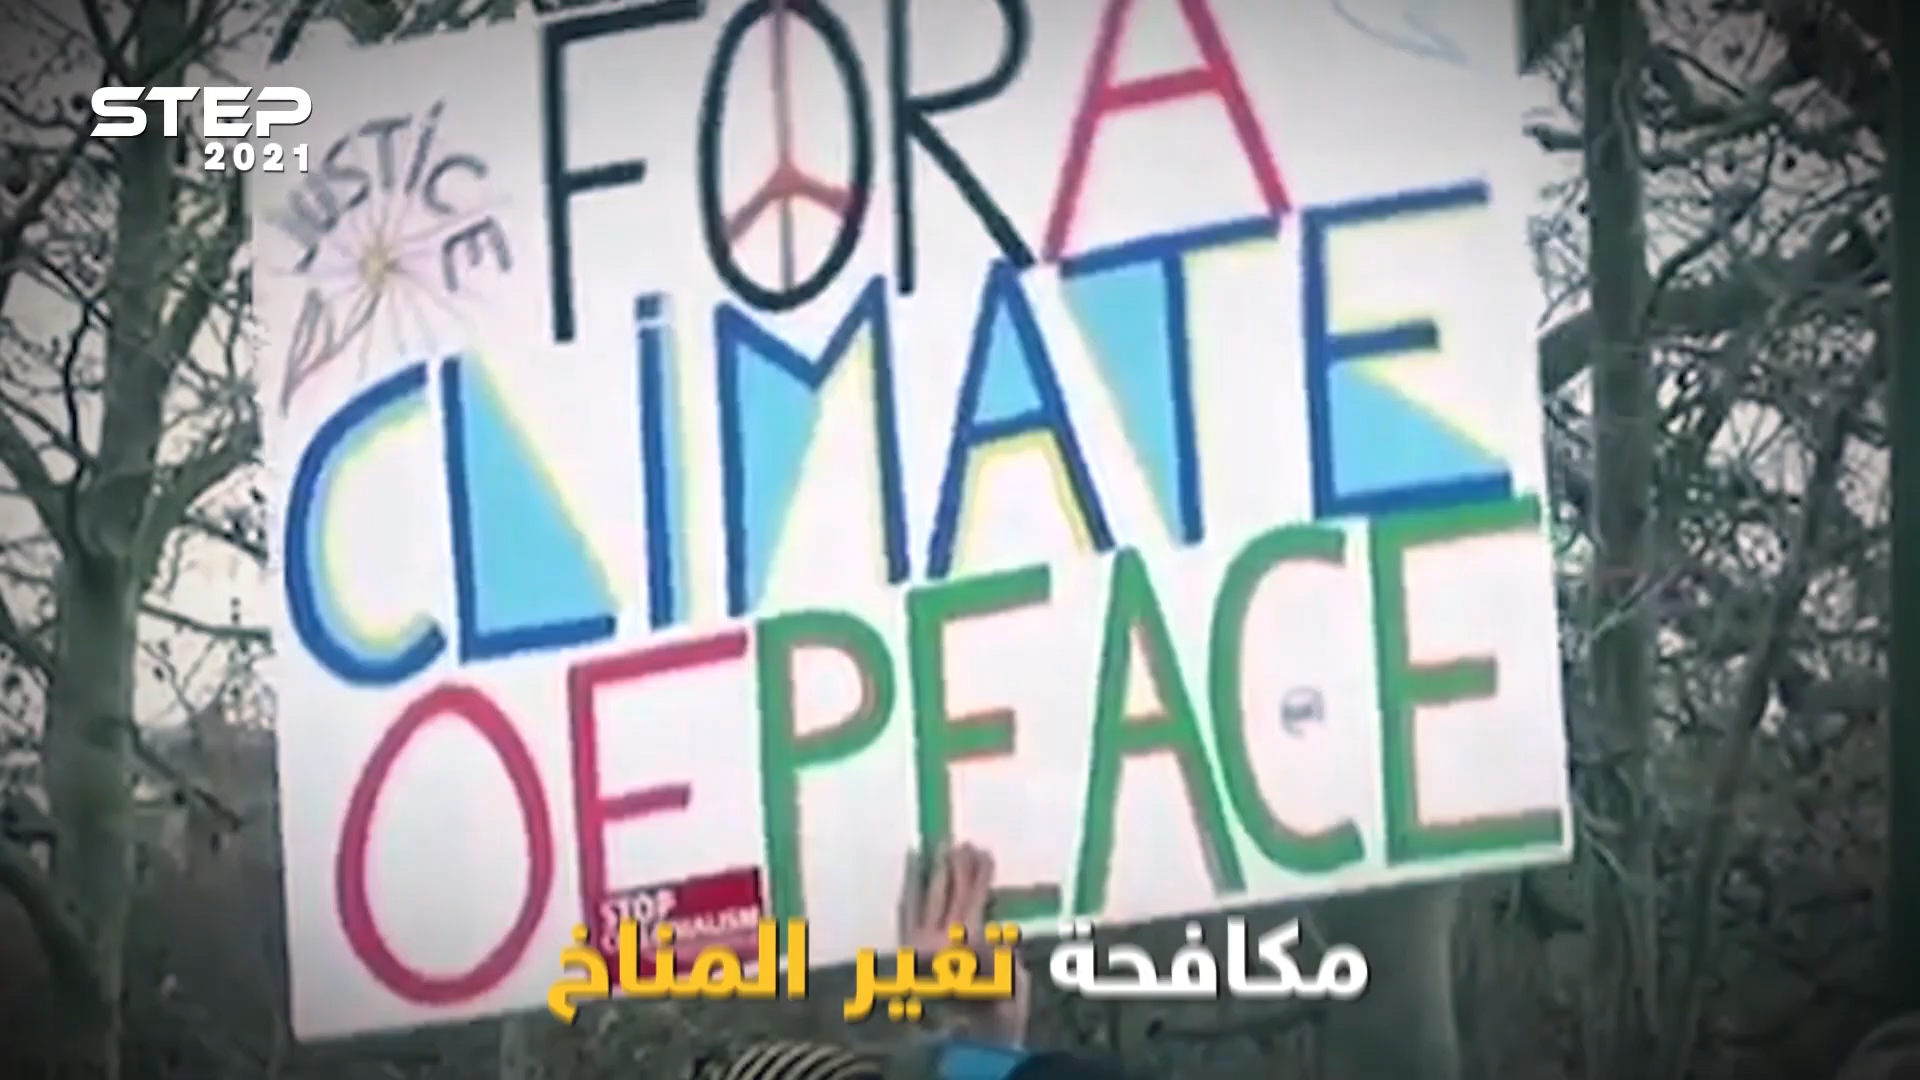 STEP
2021
JUSTICE
FOR A
CLIMATE
OF PEACE
STOP
مكافحة تغير المناخ